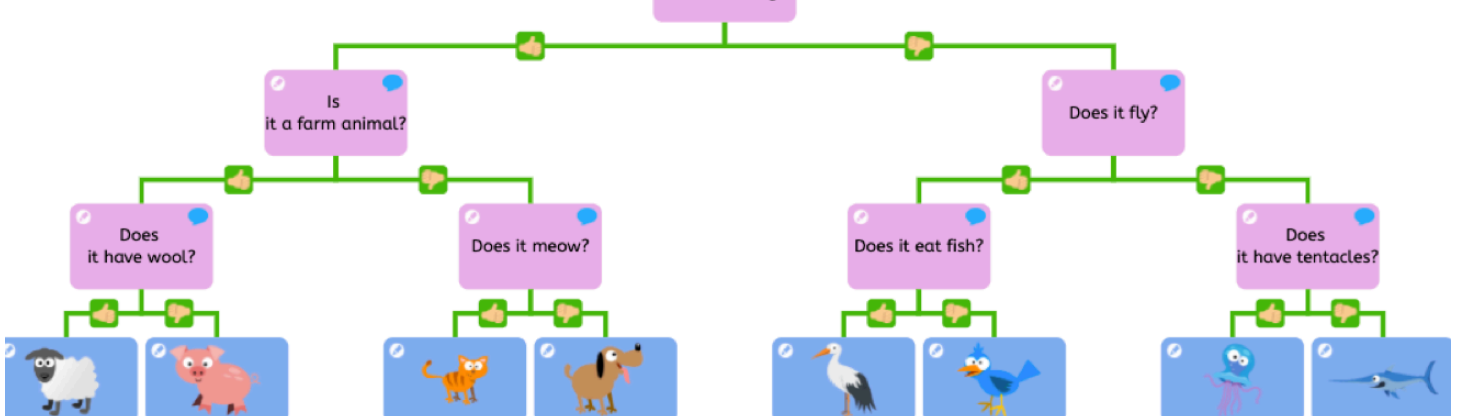 Is
it a farm animal?
Does it fly?
Does
it have wool?
Does it meow?
Does it eat fish?
Does
it have tentacles?